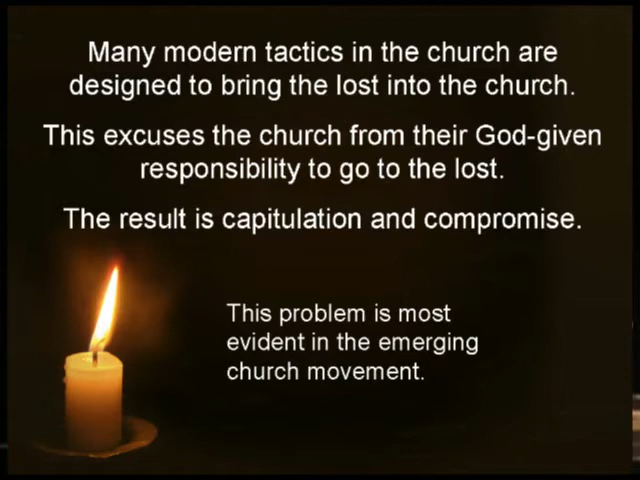 Many modern tactics in the church are
designed to bring the lost into the church.
This excuses the church from their God-given
responsibility to go to the lost.
The result is capitulation and compromise.
This problem is most
evident in the emerging
church movement.